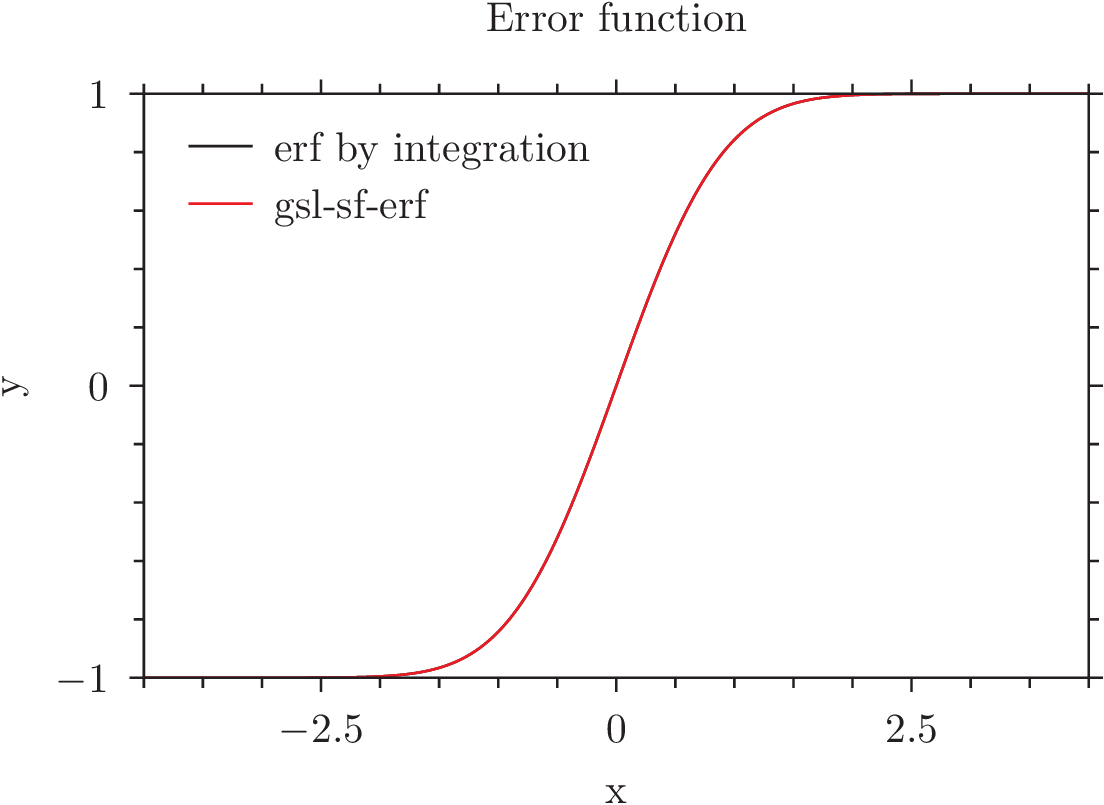 Error function
1
erf by integration
gsl-sf-erf
y
0
−1
−2.5 0 2.5
x